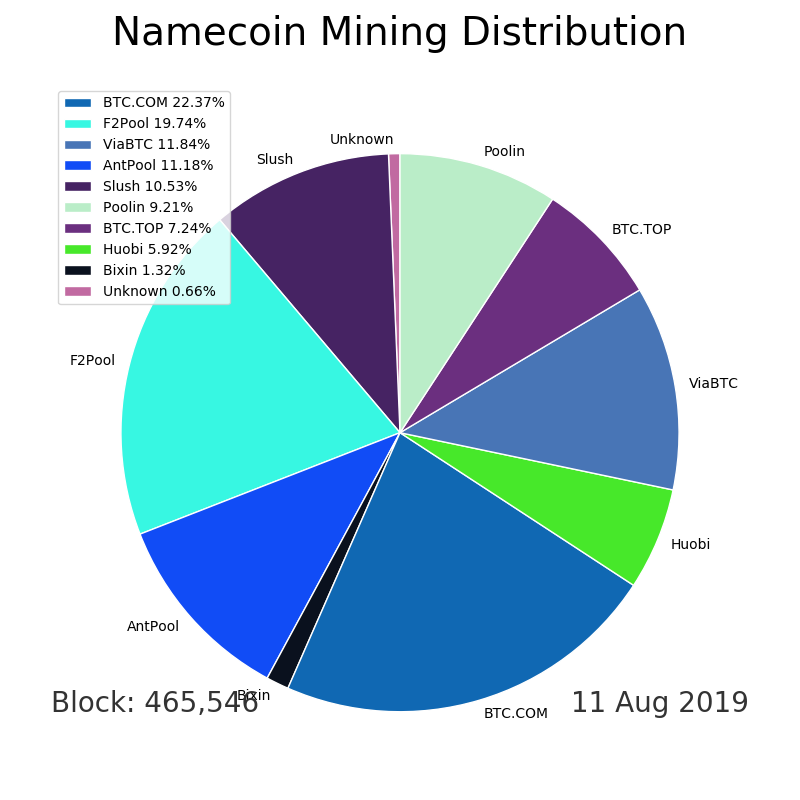 Namecoin Mining Distribution
BTC.COM 22.37%
F2Pool 19.74%
ViaBTC 11.84%
AntPool 11.18%
Slush 10.53%
Poolin 9.21%
BTC.TOP 7.24%
Huobi 5.92%
Bixin 1.32%
Unknown 0.66%
Unknown
Slush
Poolin
BTC.TOP
F2Pool
ViaBTC
Huobi
AntPool
Bixin
BTC.COM
Block: 465,546
11 Aug 2019